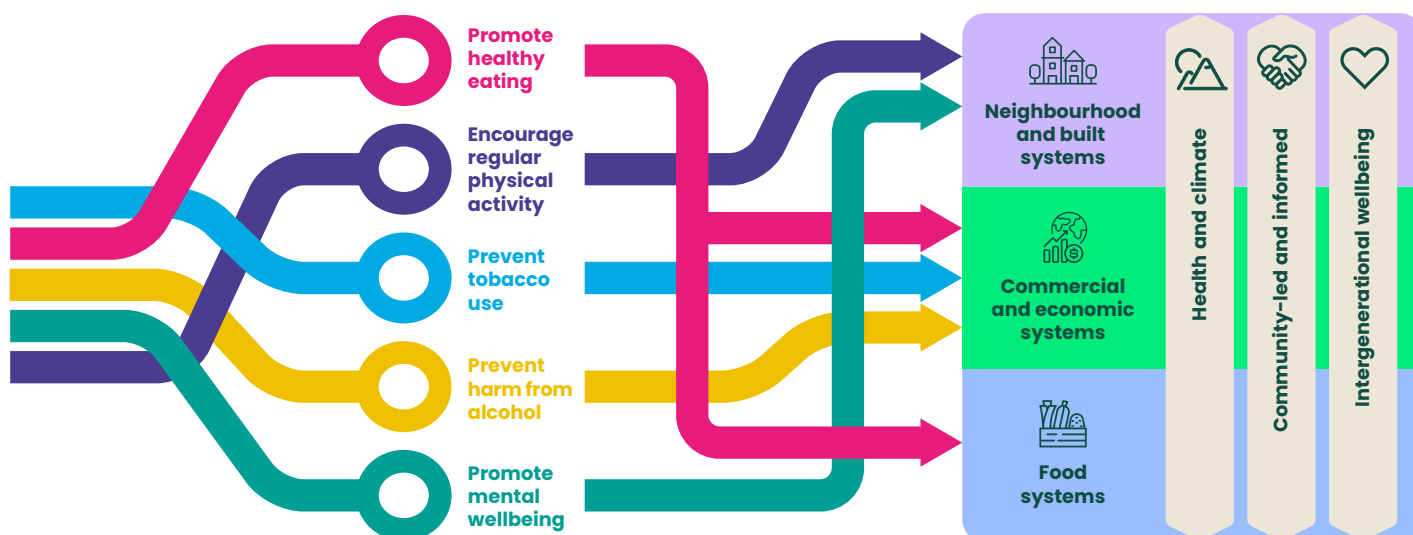 Promote
healthy
eating
Encourage
regular
physical
activity
Prevent
tobacco
use
Prevent
harm from
alcohol
Promote
mental
wellbeing
Neighbourhood
and built
systems
Commercial
and economic
systems
Food
systems
Health and climate
Community-led and informed
Intergenerational wellbeing